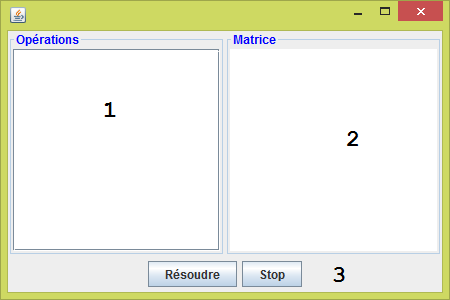 Opérations
Matrice
1
2
Résoudre
Stop
3